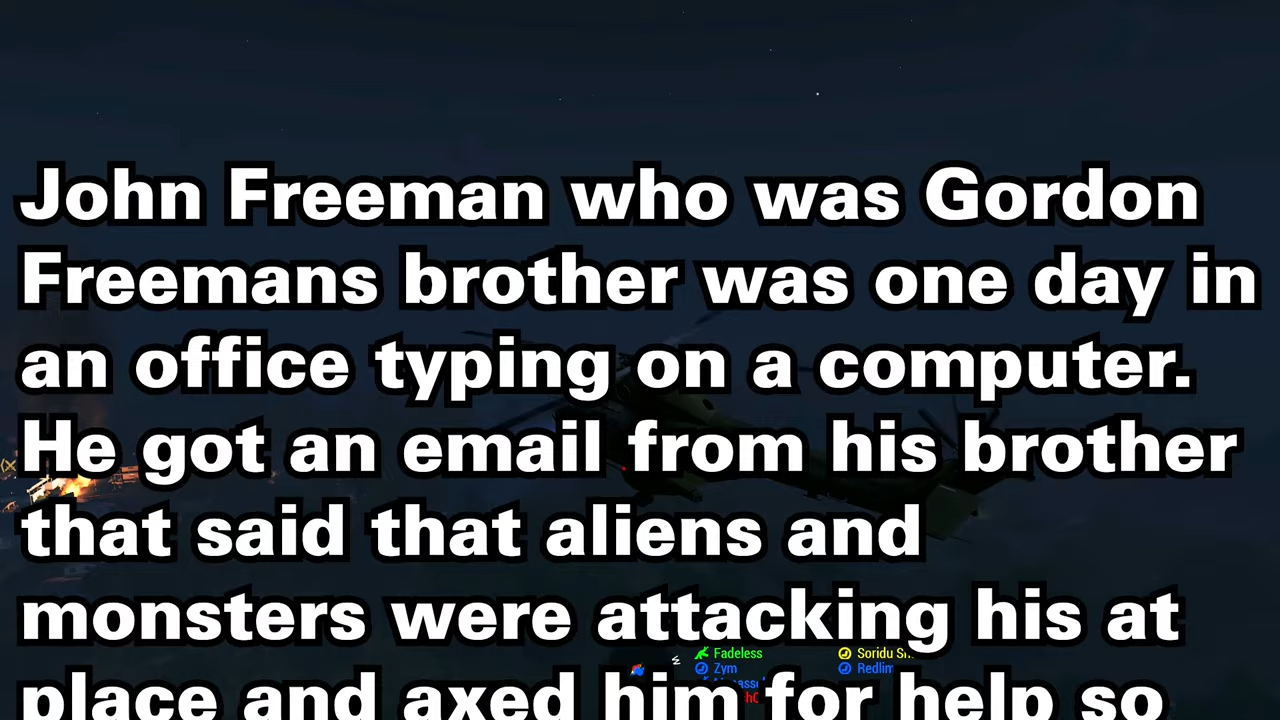 John Freeman who was Gordon
Freemans brother was one day in
an office typing on a computer.
He got an email from his brother
that said that aliens and
monsters were attacking his at
place and axed him for help so
Fadeless
Soridu
Zym
Redlim